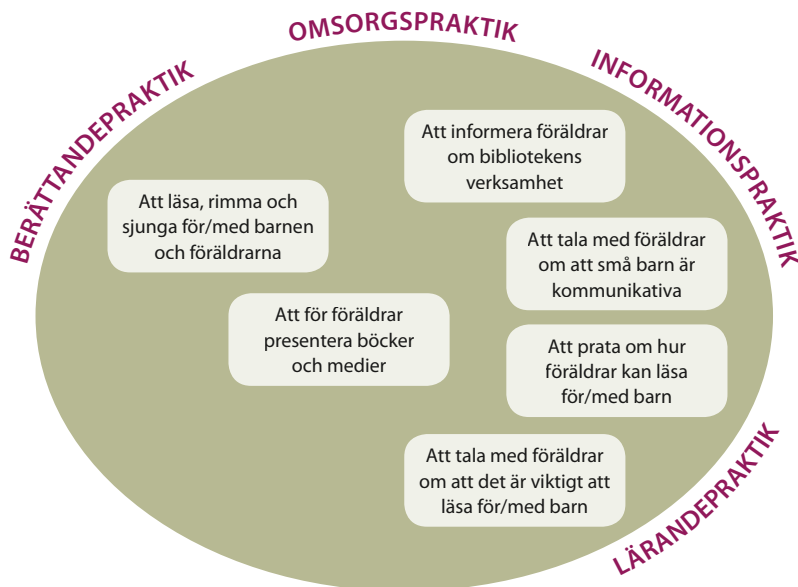 OMSORGSPRAKTIK
BERÄTTANDEPRAKTIK
INFORMATIONSPRAKTIK
Att informera föräldrar
om bibliotekens
verksamhet
Att läsa, rimma och
sjunga för/med barnen
och föräldrarna
Att tala med föräldrar
om att små barn är
kommunikativa
Att för föräldrar
presentera böcker
och medier
Att prata om hur
föräldrar kan läsa
för/med barn
Att tala med föräldrar
om att det är viktigt att
läsa för/med barn
LÄRANDEPRAKTIK